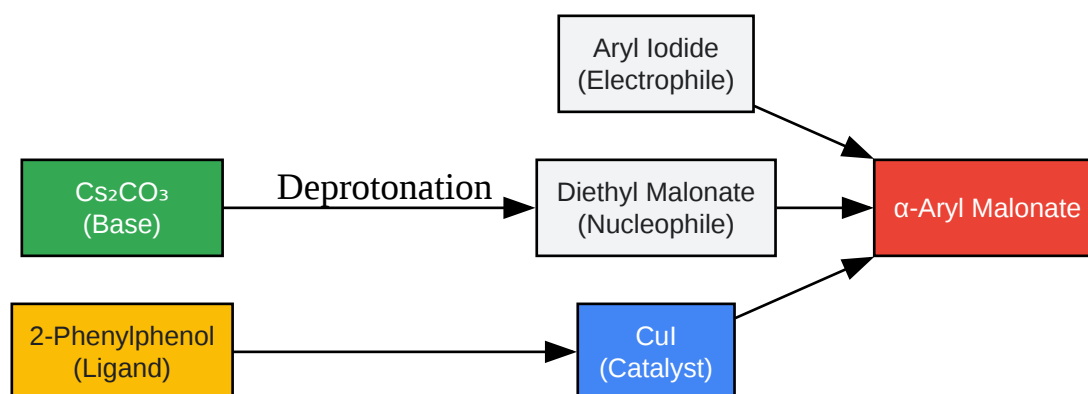 Aryl Iodide
(Electrophile)
Cs₂CO₃
(Base)
Deprotonation
Diethyl Malonate
(Nucleophile)
α-Aryl Malonate
2-Phenylphenol
(Ligand)
CuI
(Catalyst)